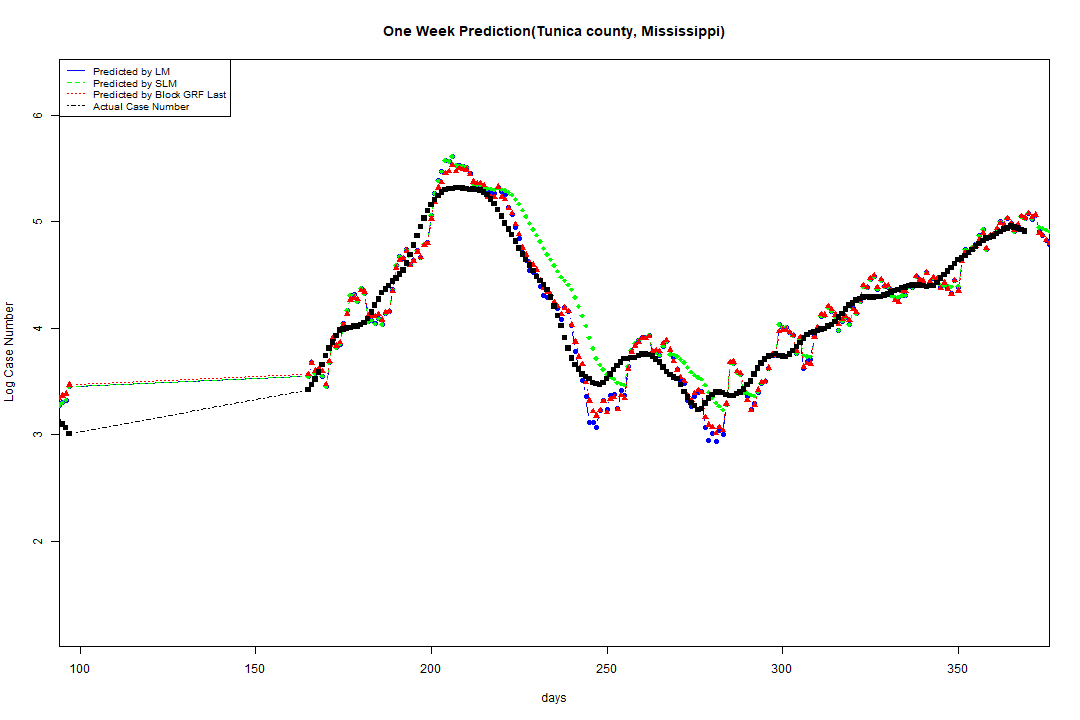 One Week Prediction(Tunica county, Mississippi)
Predicted by LM
Predicted by SLM
Predicted by Block GRF Last
Actual Case Number
6
5
4
3
2
Log Case Number
100 150 200 250 300 350
days